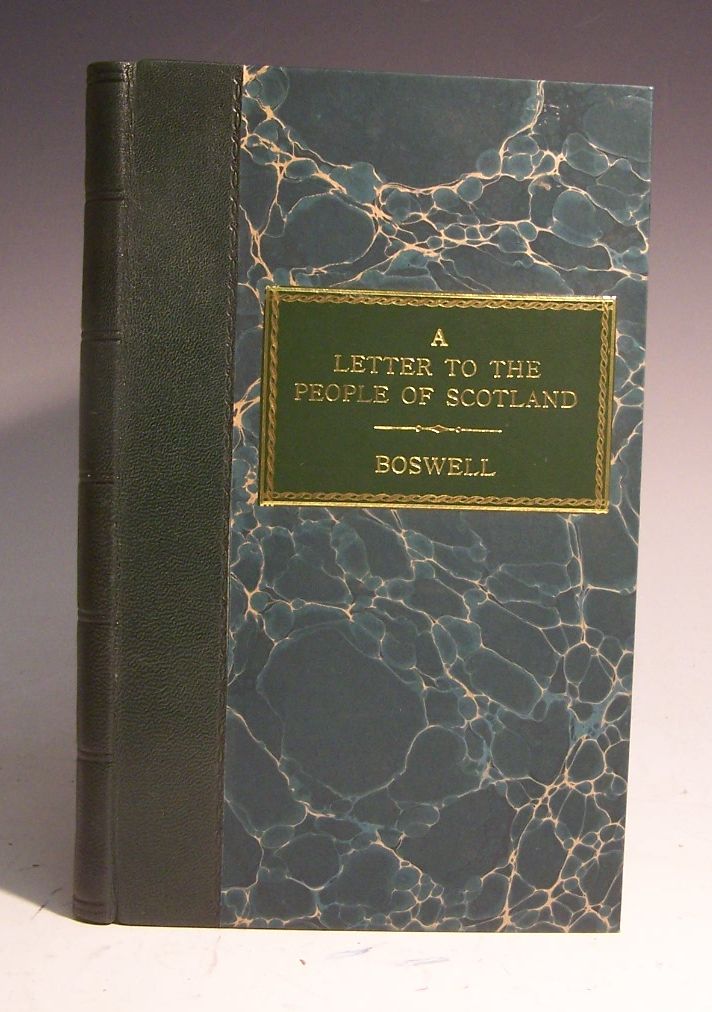 A
LETTER TO THE
PEOPLE OF SCOTLAND
BOSWELL